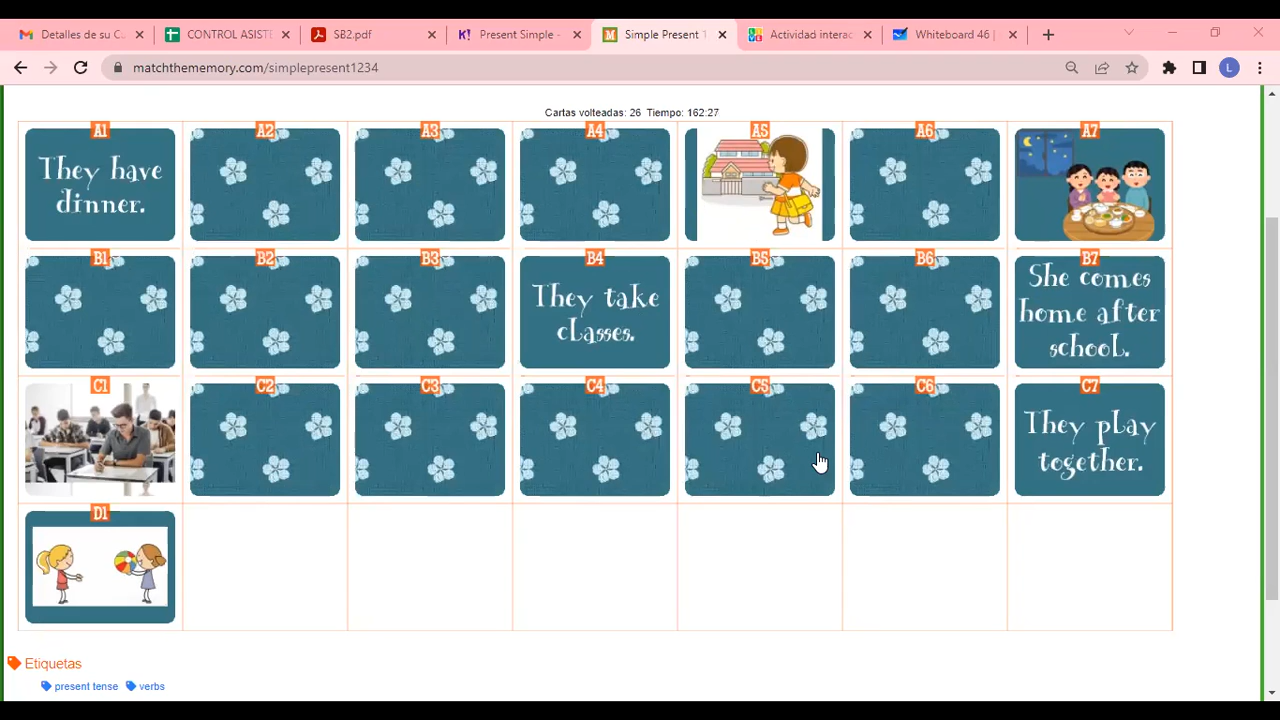 Detalles de su Cu
CONTROL ASISTE
SB2.pdf
K! Present Simple -
M Simple Present 1
Actividad interac
Whiteboard 46 |
matchthememory.com/simplepresent1234
L
Cartas volteadas: 26 Tiempo: 162:27
A1 A2 A3 A4 A5 A6 A7
They have
dinner.
B1 B2 B3 B4 B5 B6 B7
They take
classes.
She comes
home after
school.
C1 C2 C3 C4 C5 C6 C7
They play
together.
D1
Etiquetas
present tense verbs